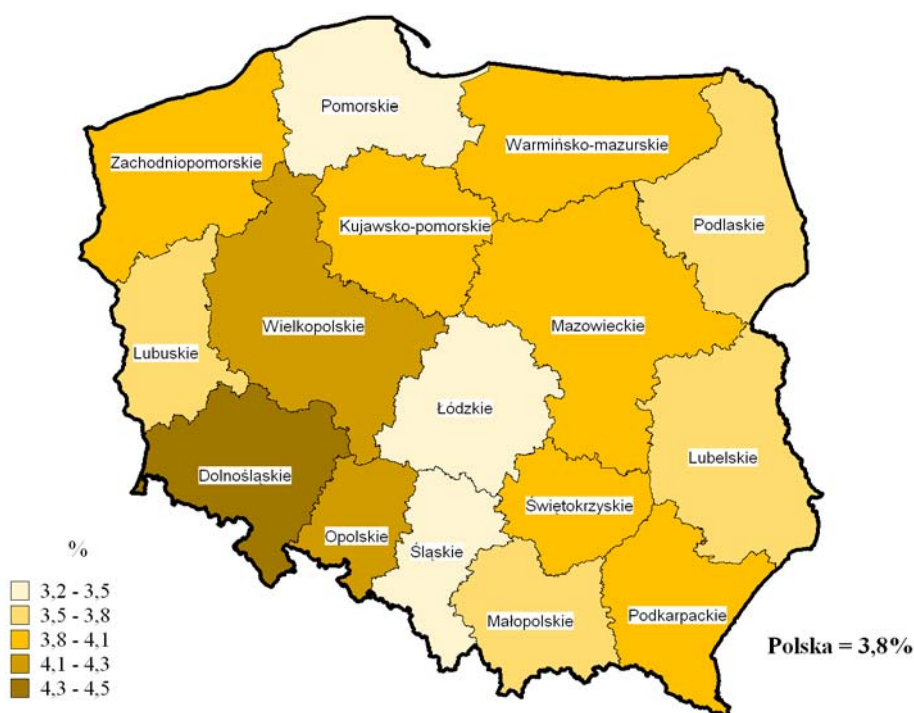 Pomorskie
Warmińsko-mazurskie
Zachodniopomorskie
Kujawsko-pomorskie
Podlaskie
Wielkopolskie
Mazowieckie
Lubuskie
Łódzkie
Lubelskie
Dolnośląskie
Świętokrzyskie
Opolskie
Śląskie
Małopolskie
Podkarpackie
%
3,2 - 3,5
3,5 - 3,8
3,8 - 4,1
4,1 - 4,3
4,3 - 4,5
Polska = 3,8%